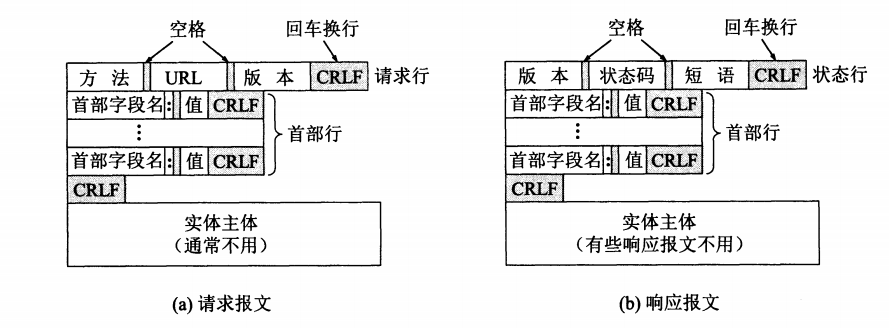 空格 回车换行
方 法 URL 版 本 CRLF 请求行
首部字段名: 值 CRLF
⋮
首部行
首部字段名: 值 CRLF
CRLF
实体主体
(通常不用)
(a) 请求报文
空格 回车换行
版 本 状态码 短 语 CRLF 状态行
首部字段名: 值 CRLF
⋮
首部行
首部字段名: 值 CRLF
CRLF
实体主体
(有些响应报文不用)
(b) 响应报文